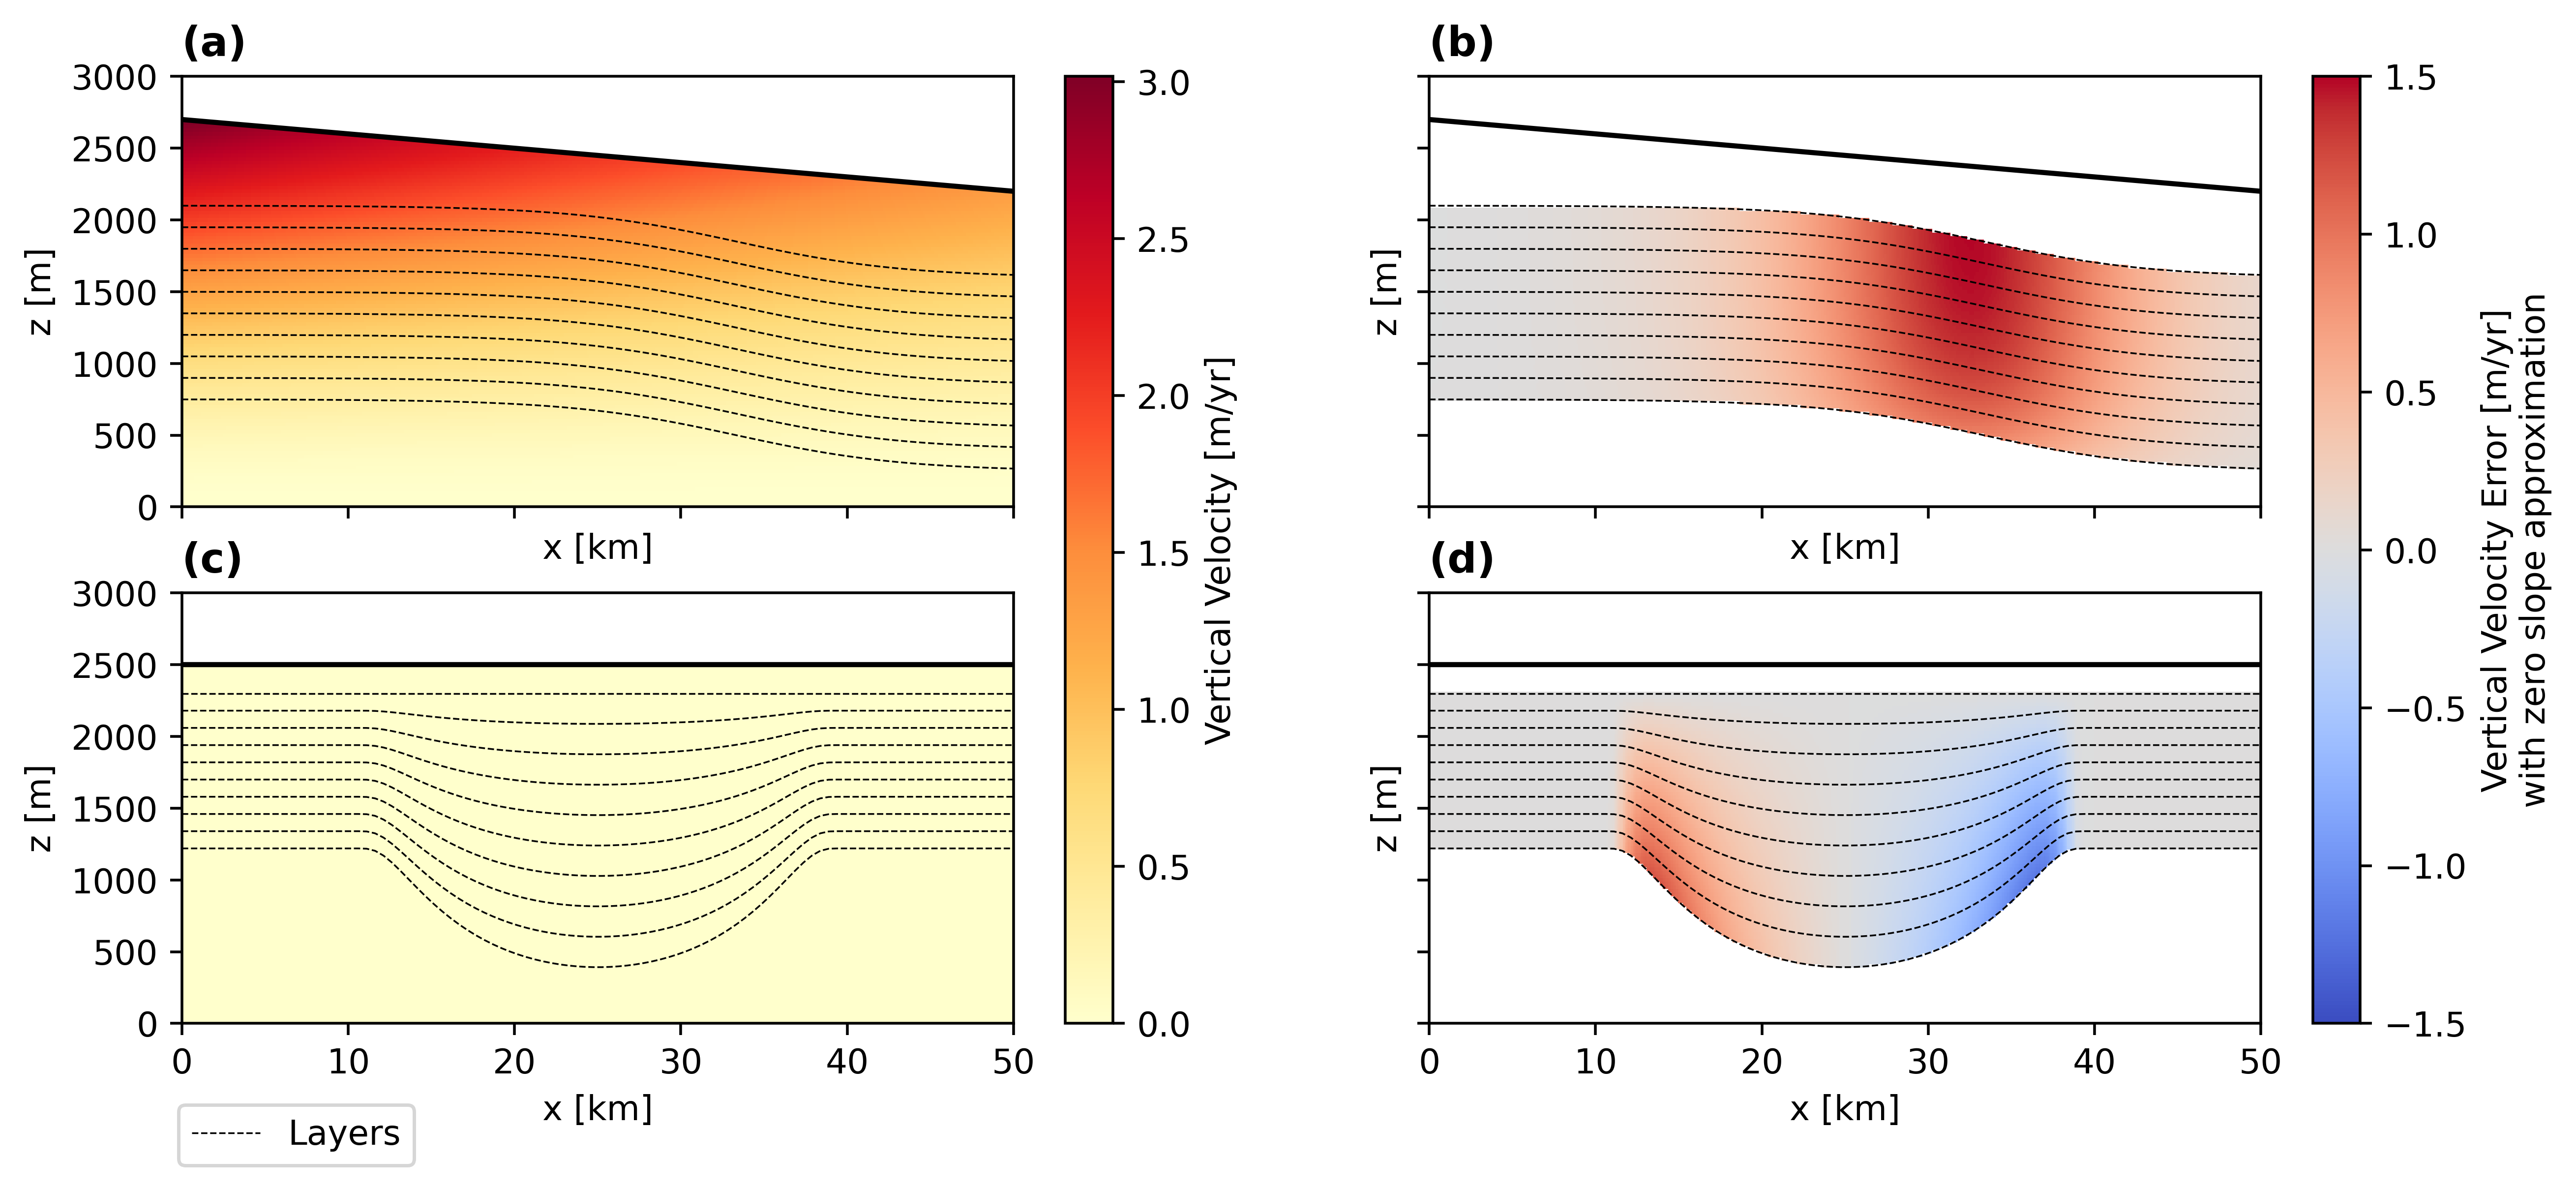 (a)
3000
2500
2000
1500
1000
500
0
z [m]
x [km]
3.0
2.5
2.0
1.5
1.0
0.5
0.0
Vertical Velocity [m/yr]
(b)
z [m]
x [km]
1.5
1.0
0.5
0.0
−0.5
−1.0
−1.5
Vertical Velocity Error [m/yr]
with zero slope approximation
(c)
3000
2500
2000
1500
1000
500
0
z [m]
0 10 20 30 40 50
x [km]
Layers
(d)
z [m]
0 10 20 30 40 50
x [km]